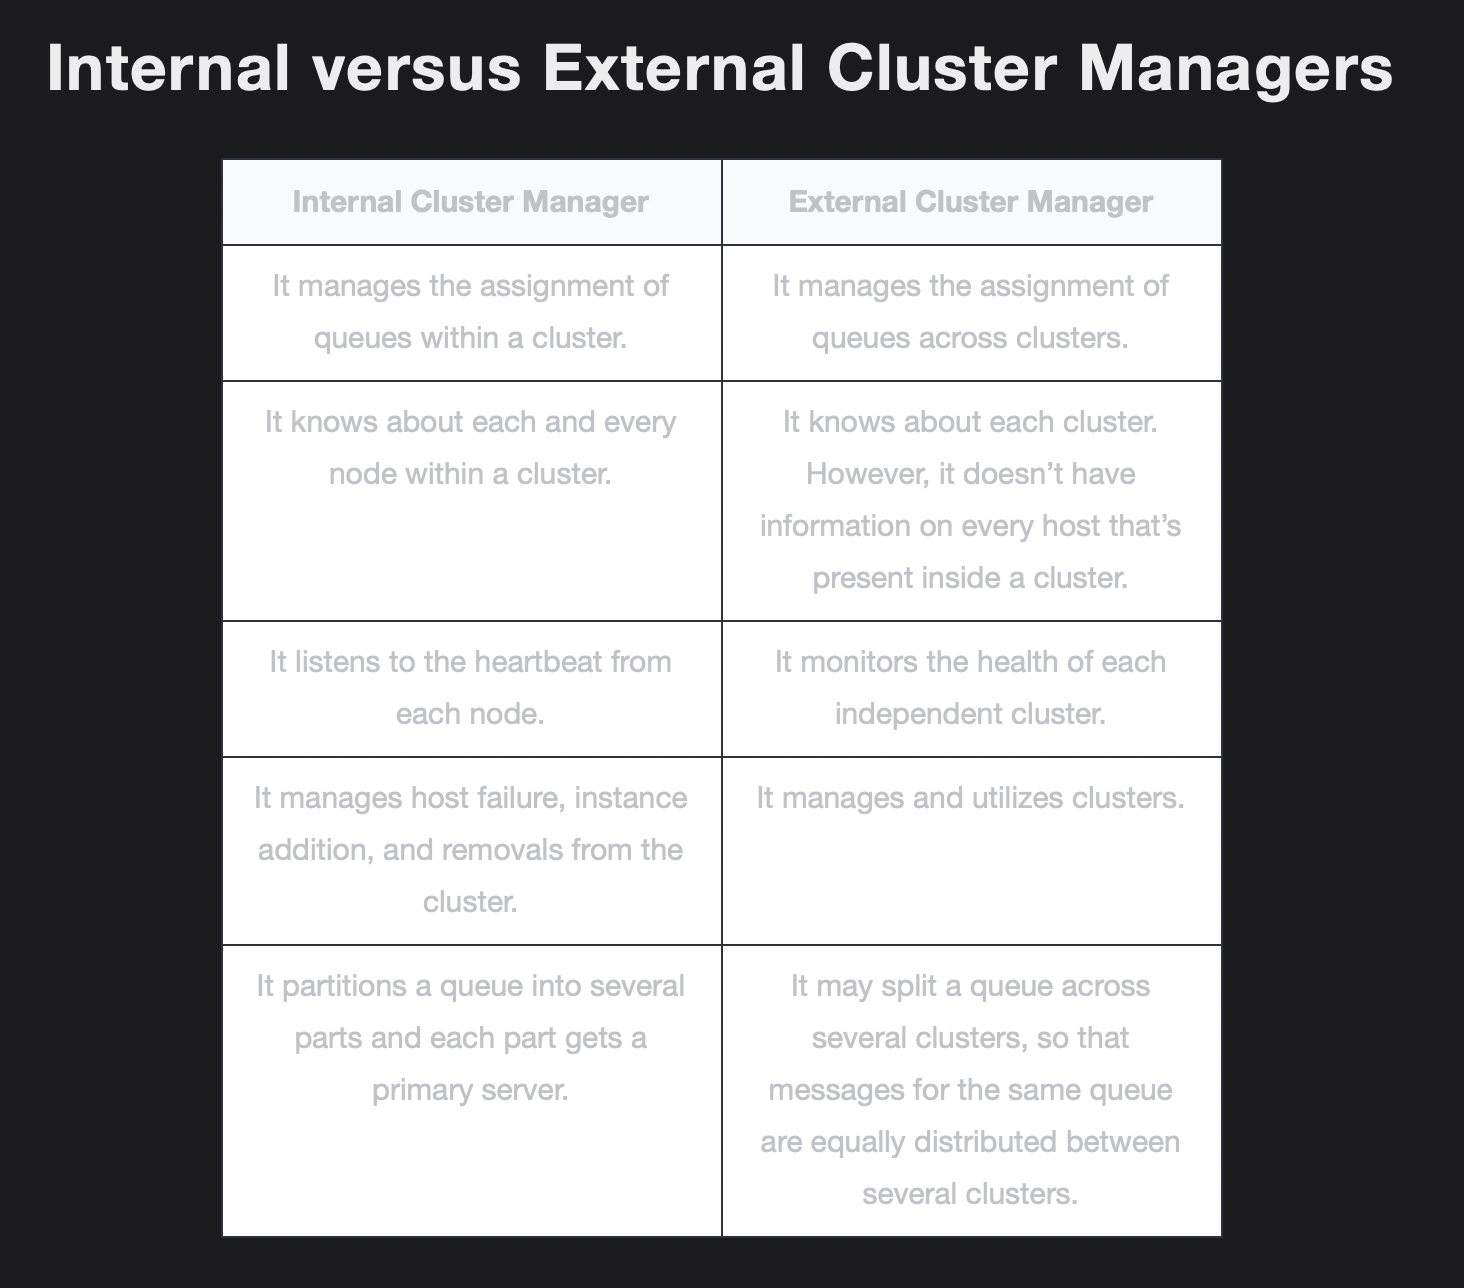 Internal versus External Cluster Managers
Internal Cluster Manager
External Cluster Manager
It manages the assignment of
queues within a cluster.
It manages the assignment of
queues across clusters.
It knows about each and every
node within a cluster.
It knows about each cluster.
However, it doesn’t have
information on every host that’s
present inside a cluster.
It listens to the heartbeat from
each node.
It monitors the health of each
independent cluster.
It manages host failure, instance
addition, and removals from the
cluster.
It manages and utilizes clusters.
It partitions a queue into several
parts and each part gets a
primary server.
It may split a queue across
several clusters, so that
messages for the same queue
are equally distributed between
several clusters.